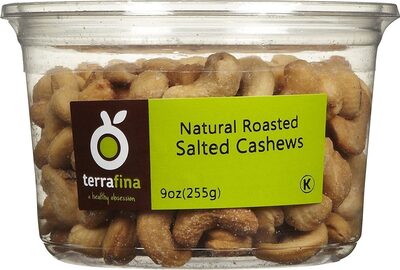 terrafina
a healthy obsession
Natural Roasted
Salted Cashews
9oz(255g)
K